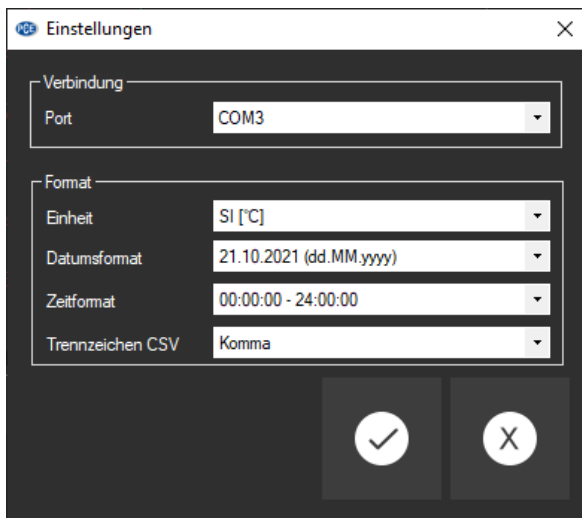 PCE Einstellungen
Verbindung
Port COM3
Format
Einheit SI [°C]
Datumsformat 21.10.2021 (dd.MM.yyyy)
Zeitformat 00:00:00 - 24:00:00
Trennzeichen CSV Komma
X